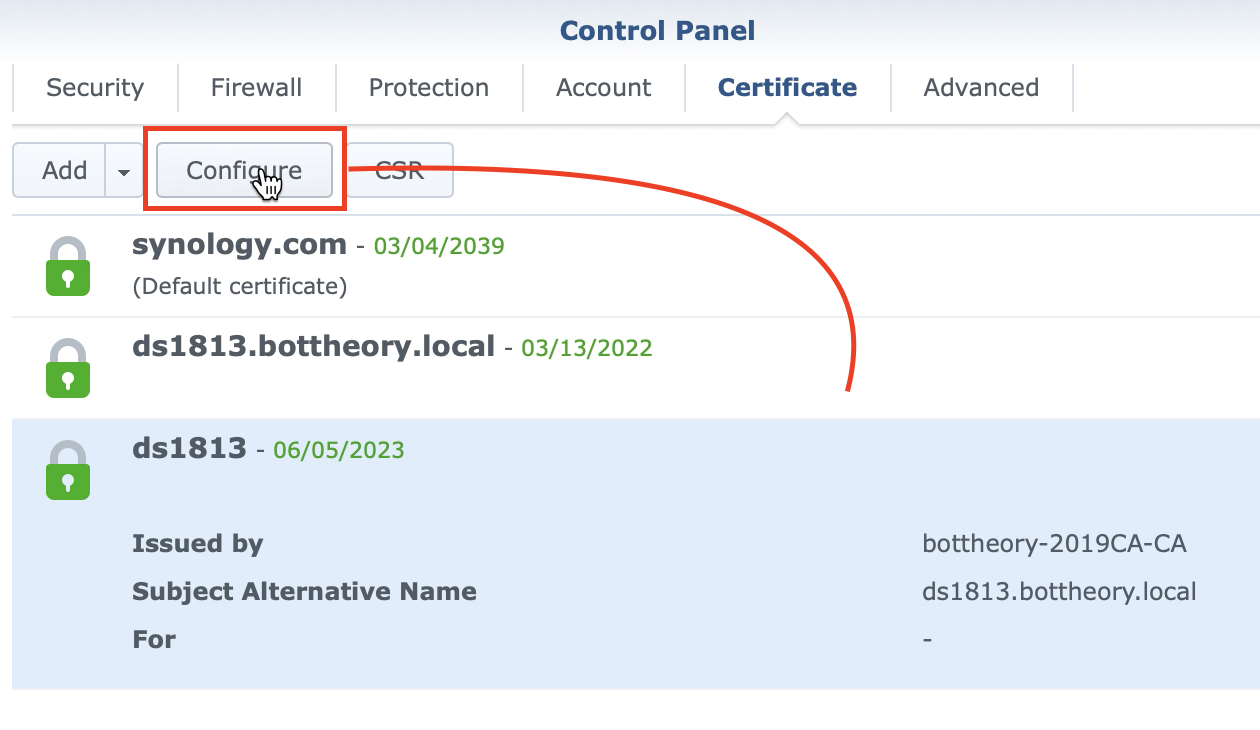 Control Panel
Security Firewall Protection Account Certificate Advanced
Add Configure CSR
synology.com - 03/04/2039
(Default certificate)
ds1813.bottheory.local - 03/13/2022
ds1813 - 06/05/2023
Issued by bottheory-2019CA-CA
Subject Alternative Name ds1813.bottheory.local
For -